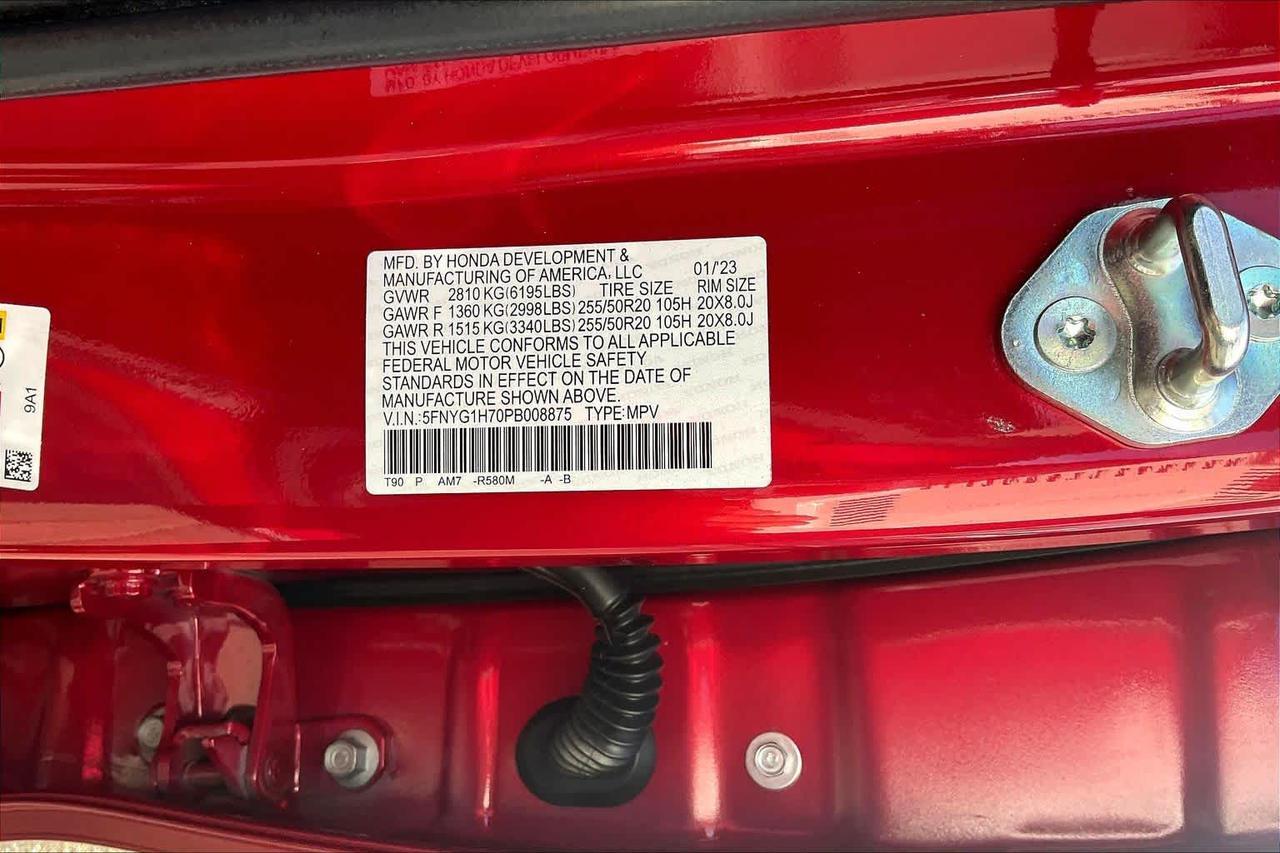 MFD. BY HONDA DEVELOPMENT &
MANUFACTURING OF AMERICA, LLC 01/'23
GVWR 2810 KG(6195LBS) TIRE SIZE RIM SIZE
GAWR F 1360 KG(2998LBS) 255/50R20 105H 20X8.0J
GAWR R 1515 KG(3340LBS) 255/50R20 105H 20X8.0J
THIS VEHICLE CONFORMS TO ALL APPLICABLE
FEDERAL MOTOR VEHICLE SAFETY
STANDARDS IN EFFECT ON THE DATE OF
MANUFACTURE SHOWN ABOVE.
V.I.N.:5FNYG1H70PB008875 TYPE:MPV
T90 P AM7 -R580M -A -B
9A1